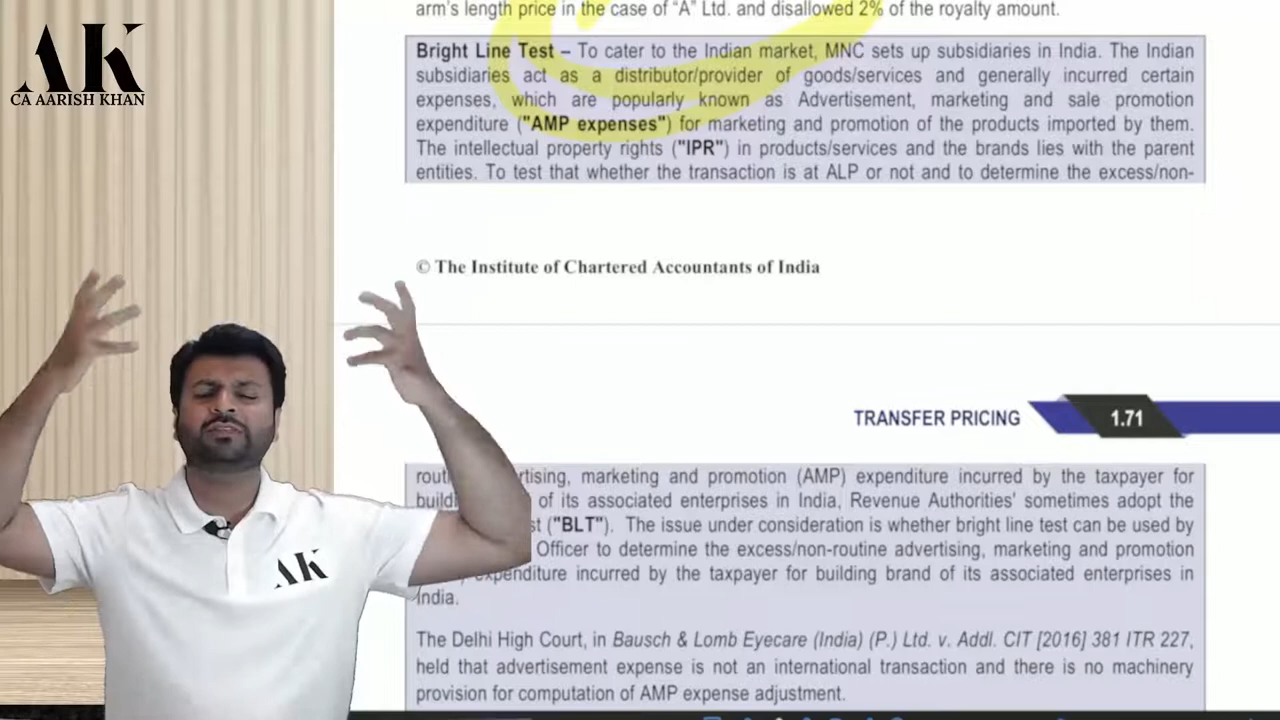 AK
CA AARISH KHAN
arm's length price in the case of “A” Ltd. and disallowed 2% of the royalty amount.
Bright Line Test – To cater to the Indian market, MNC sets up subsidiaries in India. The Indian
subsidiaries act as a distributor/provider of goods/services and generally incurred certain
expenses, which are popularly known as Advertisement, marketing and sale promotion
expenditure ("AMP expenses") for marketing and promotion of the products imported by them.
The intellectual property rights ("IPR") in products/services and the brands lies with the parent
entities. To test that whether the transaction is at ALP or not and to determine the excess/non-
© The Institute of Chartered Accountants of India
TRANSFER PRICING 1.71
marketing and promotion (AMP) expenditure incurred by the taxpayer for
of its associated enterprises in India, Revenue Authorities' sometimes adopt the
("BLT"). The issue under consideration is whether bright line test can be used by
Officer to determine the excess/non-routine advertising, marketing and promotion
expenditure incurred by the taxpayer for building brand of its associated enterprises in
India.
The Delhi High Court, in Bausch & Lomb Eyecare (India) (P.) Ltd. v. Addl. CIT [2016] 381 ITR 227,
held that advertisement expense is not an international transaction and there is no machinery
provision for computation of AMP expense adjustment.
AK